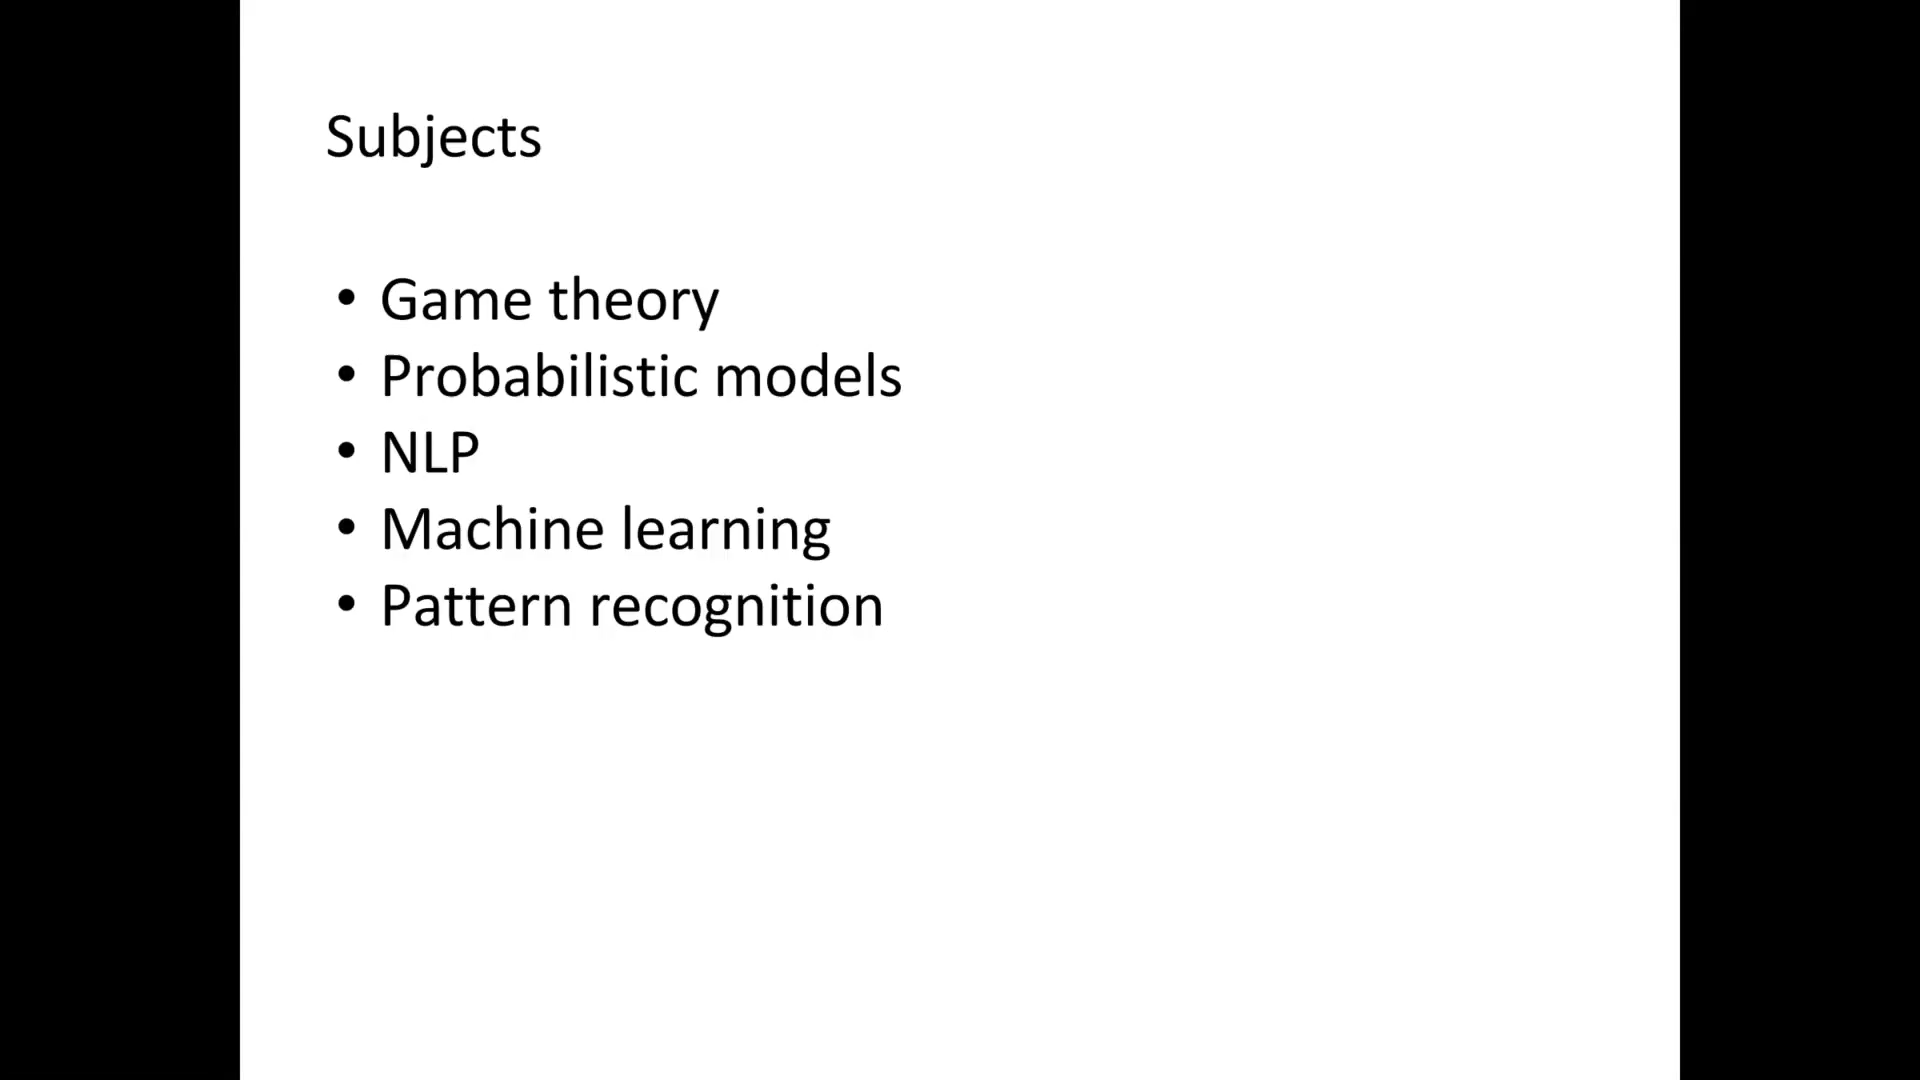 Subjects
• Game theory
• Probabilistic models
• NLP
• Machine learning
• Pattern recognition